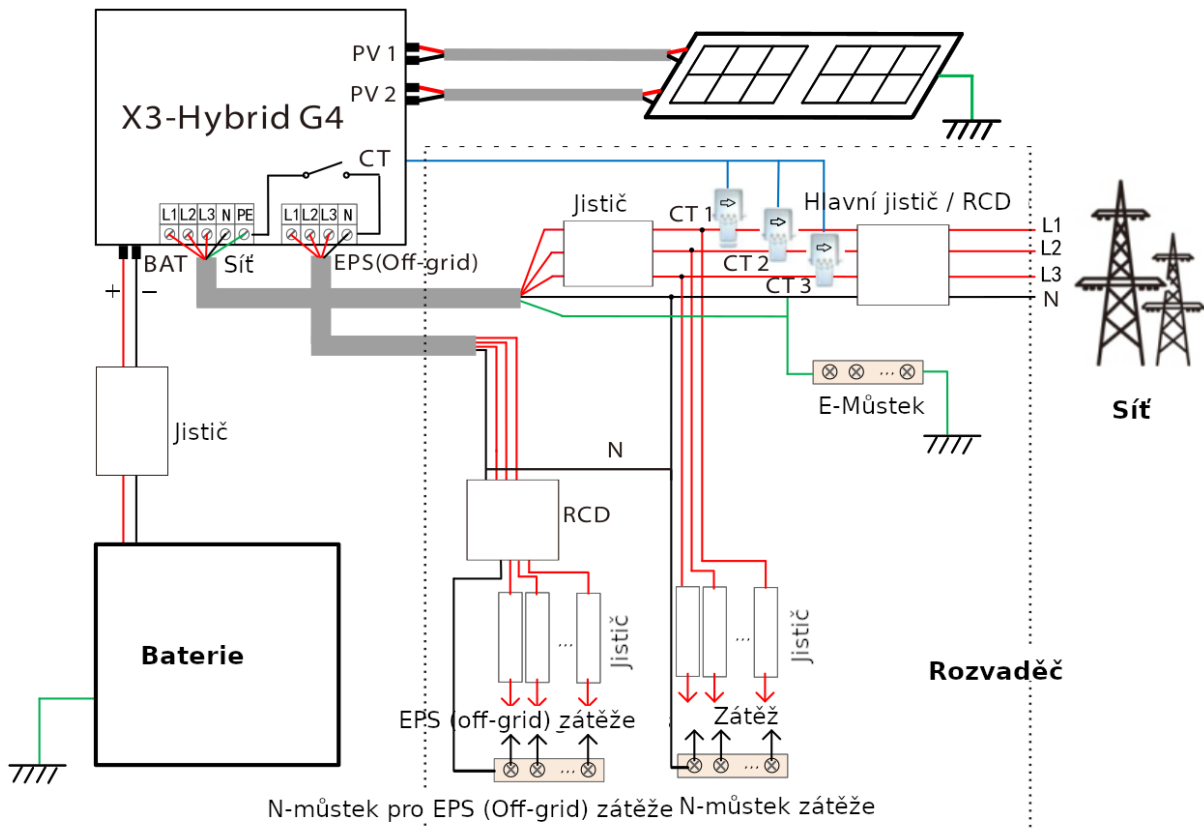 PV 1
PV 2
X3-Hybrid G4
CT
L1 L2 L3 N PE
L1 L2 L3 N
BAT
Síť
EPS(Off-grid)
+
−
Jistič
CT 1
CT 2
CT 3
Hlavní jistič / RCD
L1
L2
L3
N
E-Můstek
...
Síť
Jistič
N
RCD
Baterie
...
Jistič
...
Jistič
Rozvaděč
EPS (off-grid) zátěže
Zátěž
...
...
N-můstek pro EPS (Off-grid) zátěže
N-můstek zátěže